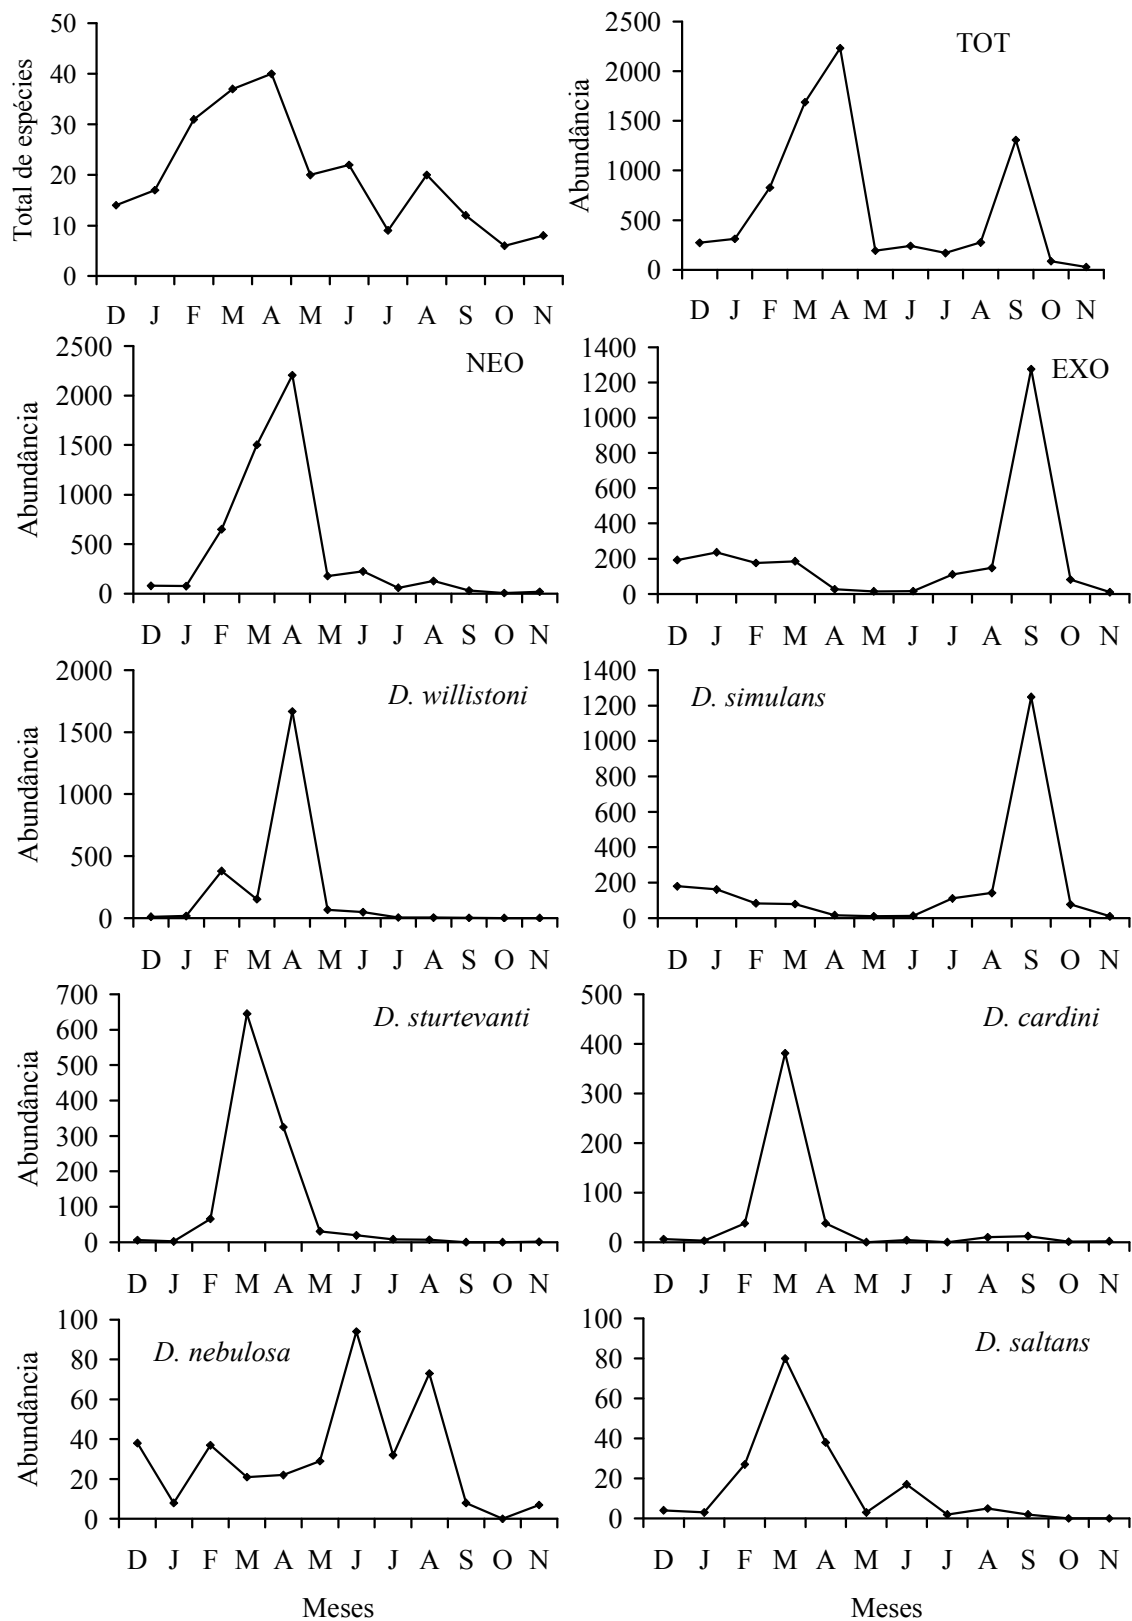 Total de espécies
50
40
30
20
10
0
D J F M A M J J A S O N
TOT
Abundância
2500
2000
1500
1000
500
0
D J F M A M J J A S O N
NEO
Abundância
2500
2000
1500
1000
500
0
D J F M A M J J A S O N
EXO
1400
1200
1000
800
600
400
200
0
D J F M A M J J A S O N
D. willistoni
Abundância
2000
1500
1000
500
0
D J F M A M J J A S O N
D. simulans
1400
1200
1000
800
600
400
200
0
D J F M A M J J A S O N
D. sturtevanti
Abundância
700
600
500
400
300
200
100
0
D J F M A M J J A S O N
D. cardini
500
400
300
200
100
0
D J F M A M J J A S O N
D. nebulosa
Abundância
100
80
60
40
20
0
D J F M A M J J A S O N
Meses
D. saltans
100
80
60
40
20
0
D J F M A M J J A S O N
Meses